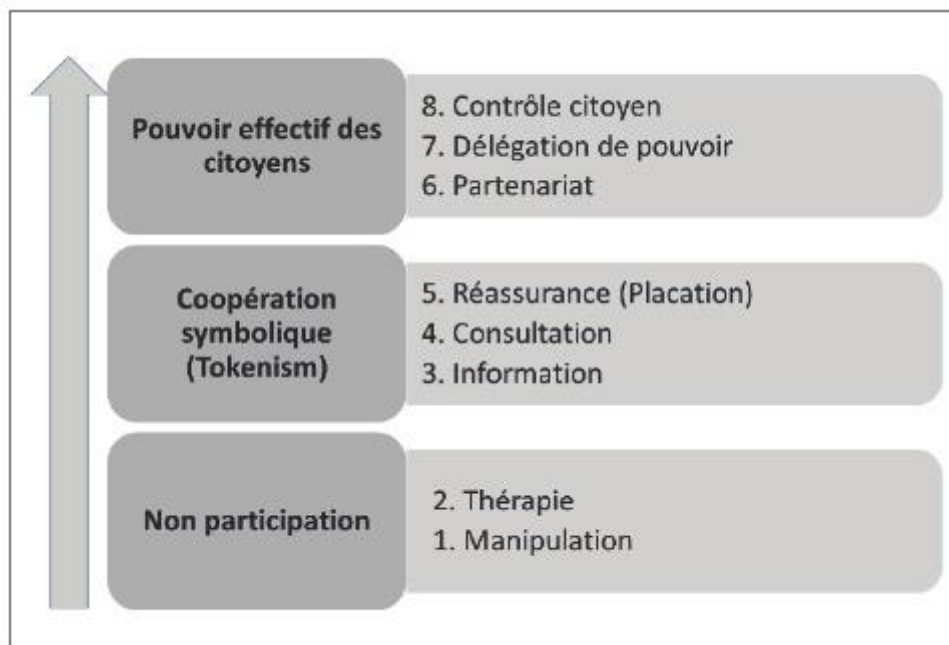 Pouvoir effectif des
citoyens
8. Contrôle citoyen
7. Délégation de pouvoir
6. Partenariat
Coopération
symbolique
(Tokenism)
5. Réassurance (Placation)
4. Consultation
3. Information
Non participation
2. Thérapie
1. Manipulation